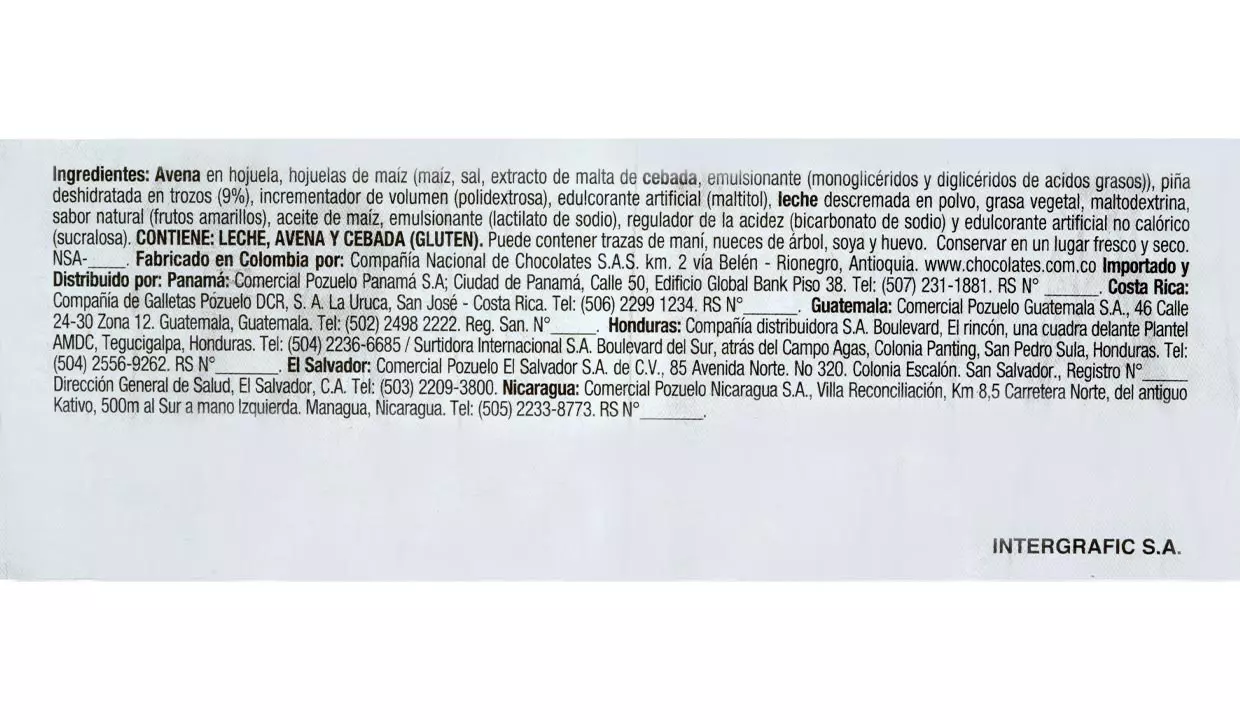 Ingredientes: Avena en hojuela, hojuelas de maíz (maíz, sal, extracto de malta de cebada, emulsionante (monoglicéridos y diglicéridos de acidos grasos)), piña
deshidratada en trozos (9%), incrementador de volumen (polidextrosa), edulcorante artificial (maltitol), leche descremada en polvo, grasa vegetal, maltodextrina,
sabor natural (frutos amarillos), aceite de maíz, emulsionante (lactilato de sodio), regulador de la acidez (bicarbonato de sodio) y edulcorante artificial no calórico
(sucralosa). CONTIENE: LECHE, AVENA Y CEBADA (GLUTEN). Puede contener trazas de maní, nueces de árbol, soya y huevo. Conservar en un lugar fresco y seco.
NSA-_____. Fabricado en Colombia por: Compañía Nacional de Chocolates S.A.S. km. 2 vía Belén - Rionegro, Antioquia. www.chocolates.com.co Importado y
Distribuido por: Panamá: Comercial Pozuelo Panamá S.A; Ciudad de Panamá, Calle 50, Edificio Global Bank Piso 38. Tel: (507) 231-1881. RS N° _______. Costa Rica:
Compañía de Galletas Pozuelo DCR, S. A. La Uruca, San José - Costa Rica. Tel: (506) 2299 1234. RS N°_______. Guatemala: Comercial Pozuelo Guatemala S.A., 46 Calle
24-30 Zona 12. Guatemala, Guatemala. Tel: (502) 2498 2222. Reg. San. N°_____. Honduras: Compañía distribuidora S.A. Boulevard, El rincón, una cuadra delante Plantel
AMDC, Tegucigalpa, Honduras. Tel: (504) 2236-6685 / Surtidora Internacional S.A. Boulevard del Sur, atrás del Campo Agas, Colonia Panting, San Pedro Sula, Honduras. Tel:
(504) 2556-9262. RS N°_______. El Salvador: Comercial Pozuelo El Salvador S.A. de C.V., 85 Avenida Norte. No 320. Colonia Escalón. San Salvador., Registro N°_____
Dirección General de Salud, El Salvador, C.A. Tel: (503) 2209-3800. Nicaragua: Comercial Pozuelo Nicaragua S.A., Villa Reconciliación, Km 8,5 Carretera Norte, del antiguo
Kativo, 500m al Sur a mano Izquierda. Managua, Nicaragua. Tel: (505) 2233-8773. RS N°_______.
INTERGRAFIC S.A.